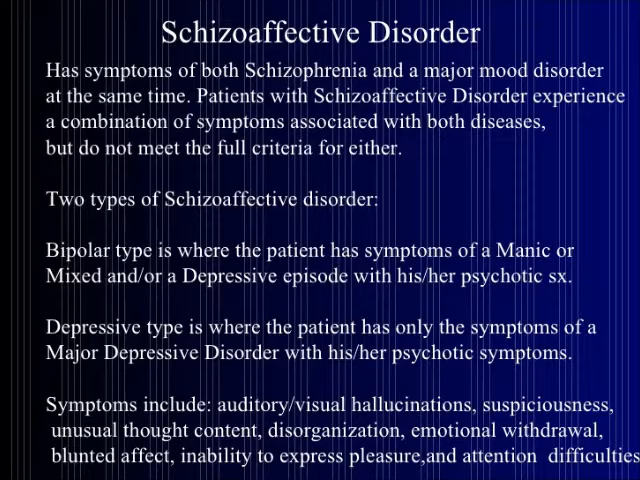 Schizoaffective Disorder
Has symptoms of both Schizophrenia and a major mood disorder
at the same time. Patients with Schizoaffective Disorder experience
a combination of symptoms associated with both diseases,
but do not meet the full criteria for either.
Two types of Schizoaffective disorder:
Bipolar type is where the patient has symptoms of a Manic or
Mixed and/or a Depressive episode with his/her psychotic sx.
Depressive type is where the patient has only the symptoms of a
Major Depressive Disorder with his/her psychotic symptoms.
Symptoms include: auditory/visual hallucinations, suspiciousness,
unusual thought content, disorganization, emotional withdrawal,
blunted affect, inability to express pleasure,and attention difficulties